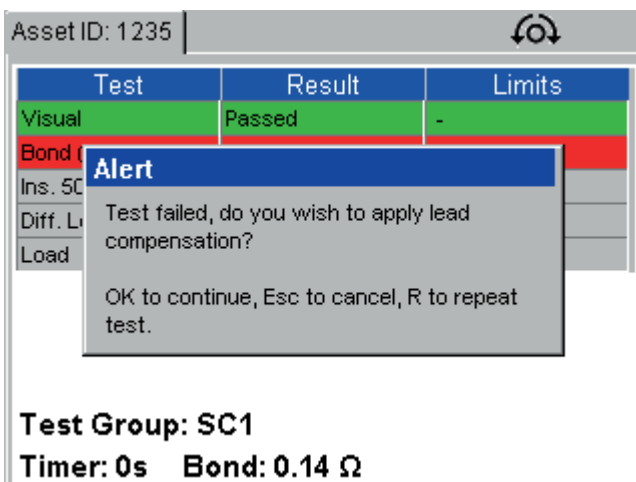 Asset ID: 1235
Test Result Limits
Visual Passed -
Bond (
Ins. 50
Diff. L
Load
Alert
Test failed, do you wish to apply lead
compensation?
OK to continue, Esc to cancel, R to repeat
test.
Test Group: SC1
Timer: 0s Bond: 0.14 Ω